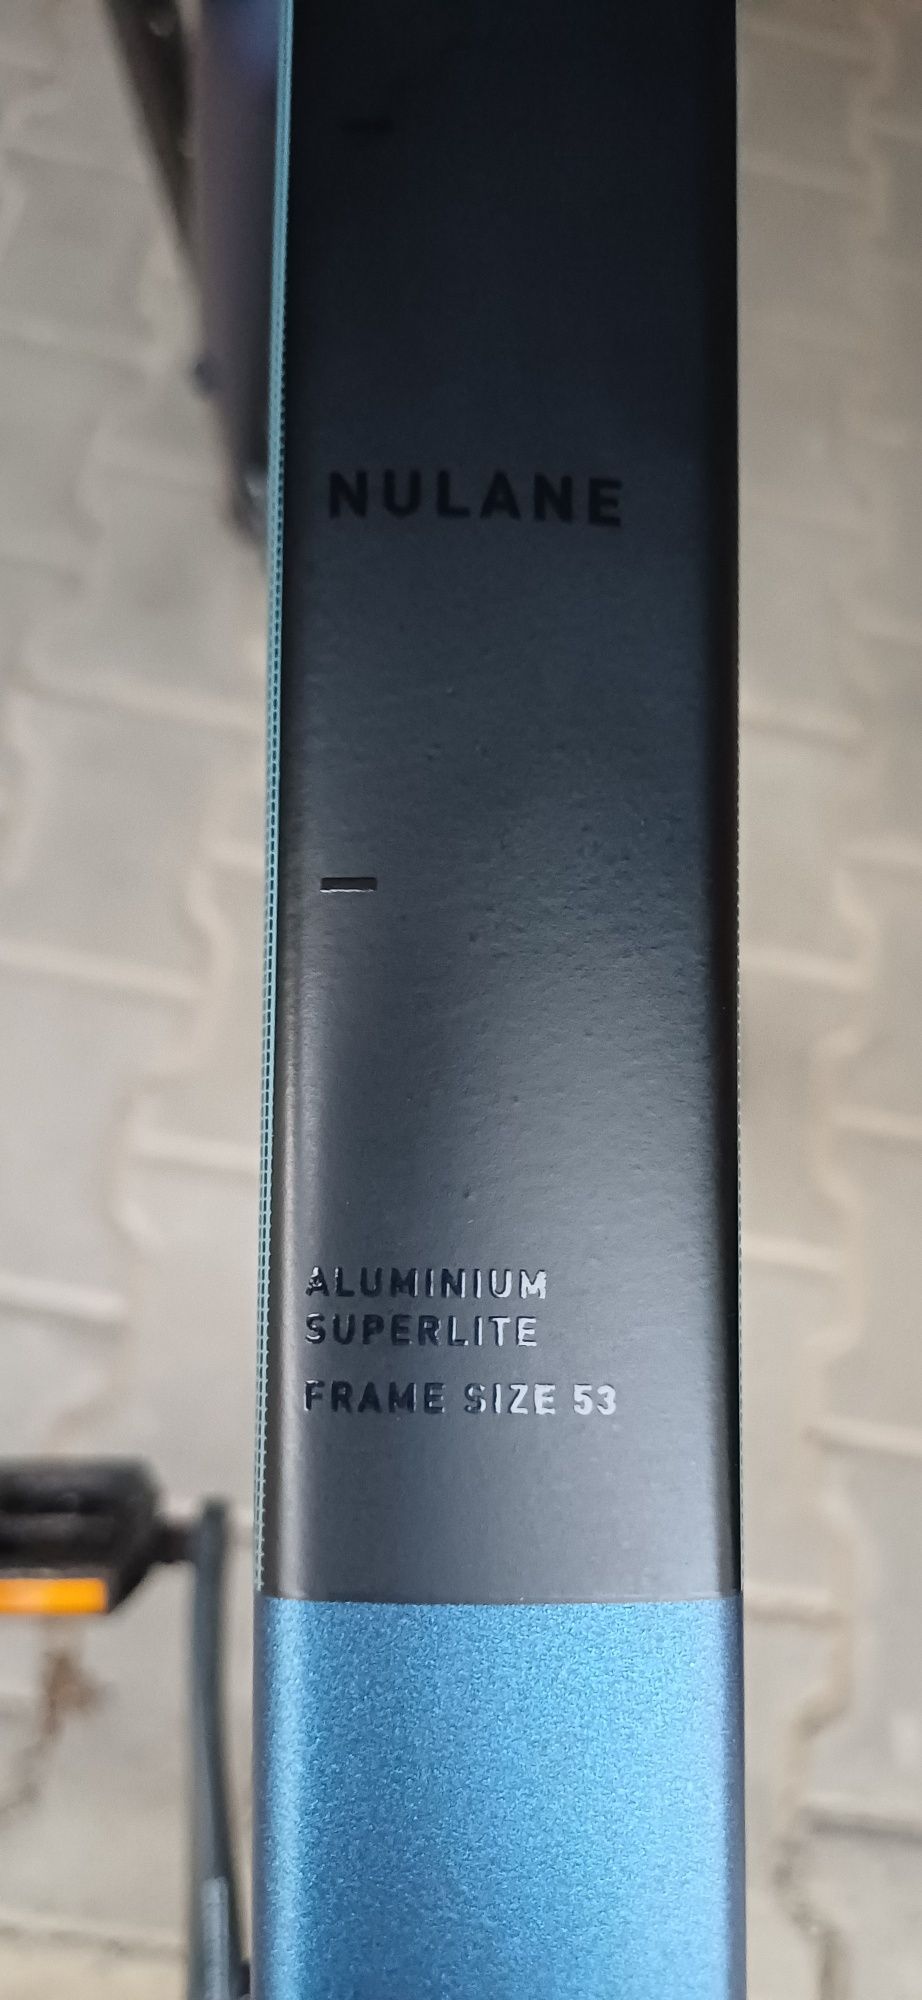 NULANE
ALUMINIUM
SUPERLITE
FRAME SIZE 53